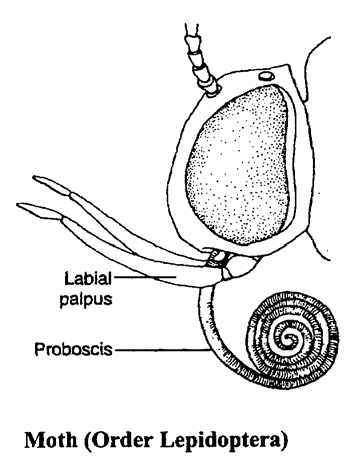 Labial
palpus
Proboscis
Moth (Order Lepidoptera)